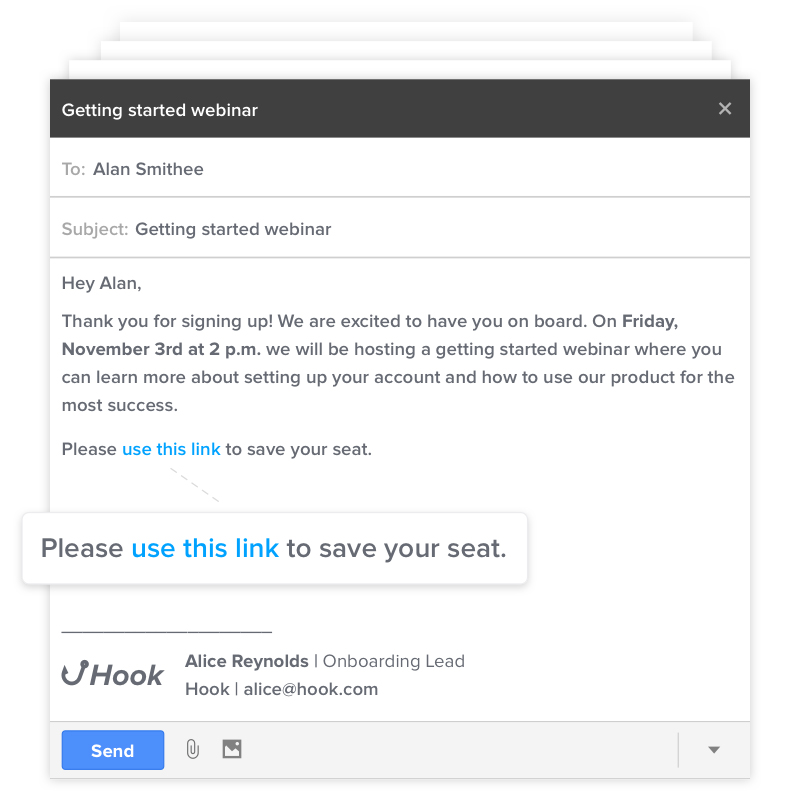 Getting started webinar
To: Alan Smithee
Subject: Getting started webinar
Hey Alan,
Thank you for signing up! We are excited to have you on board. On Friday,
November 3rd at 2 p.m. we will be hosting a getting started webinar where you
can learn more about setting up your account and how to use our product for the
most success.
Please use this link to save your seat.
Please use this link to save your seat.
Hook
Alice Reynolds | Onboarding Lead
Hook | alice@hook.com
Send